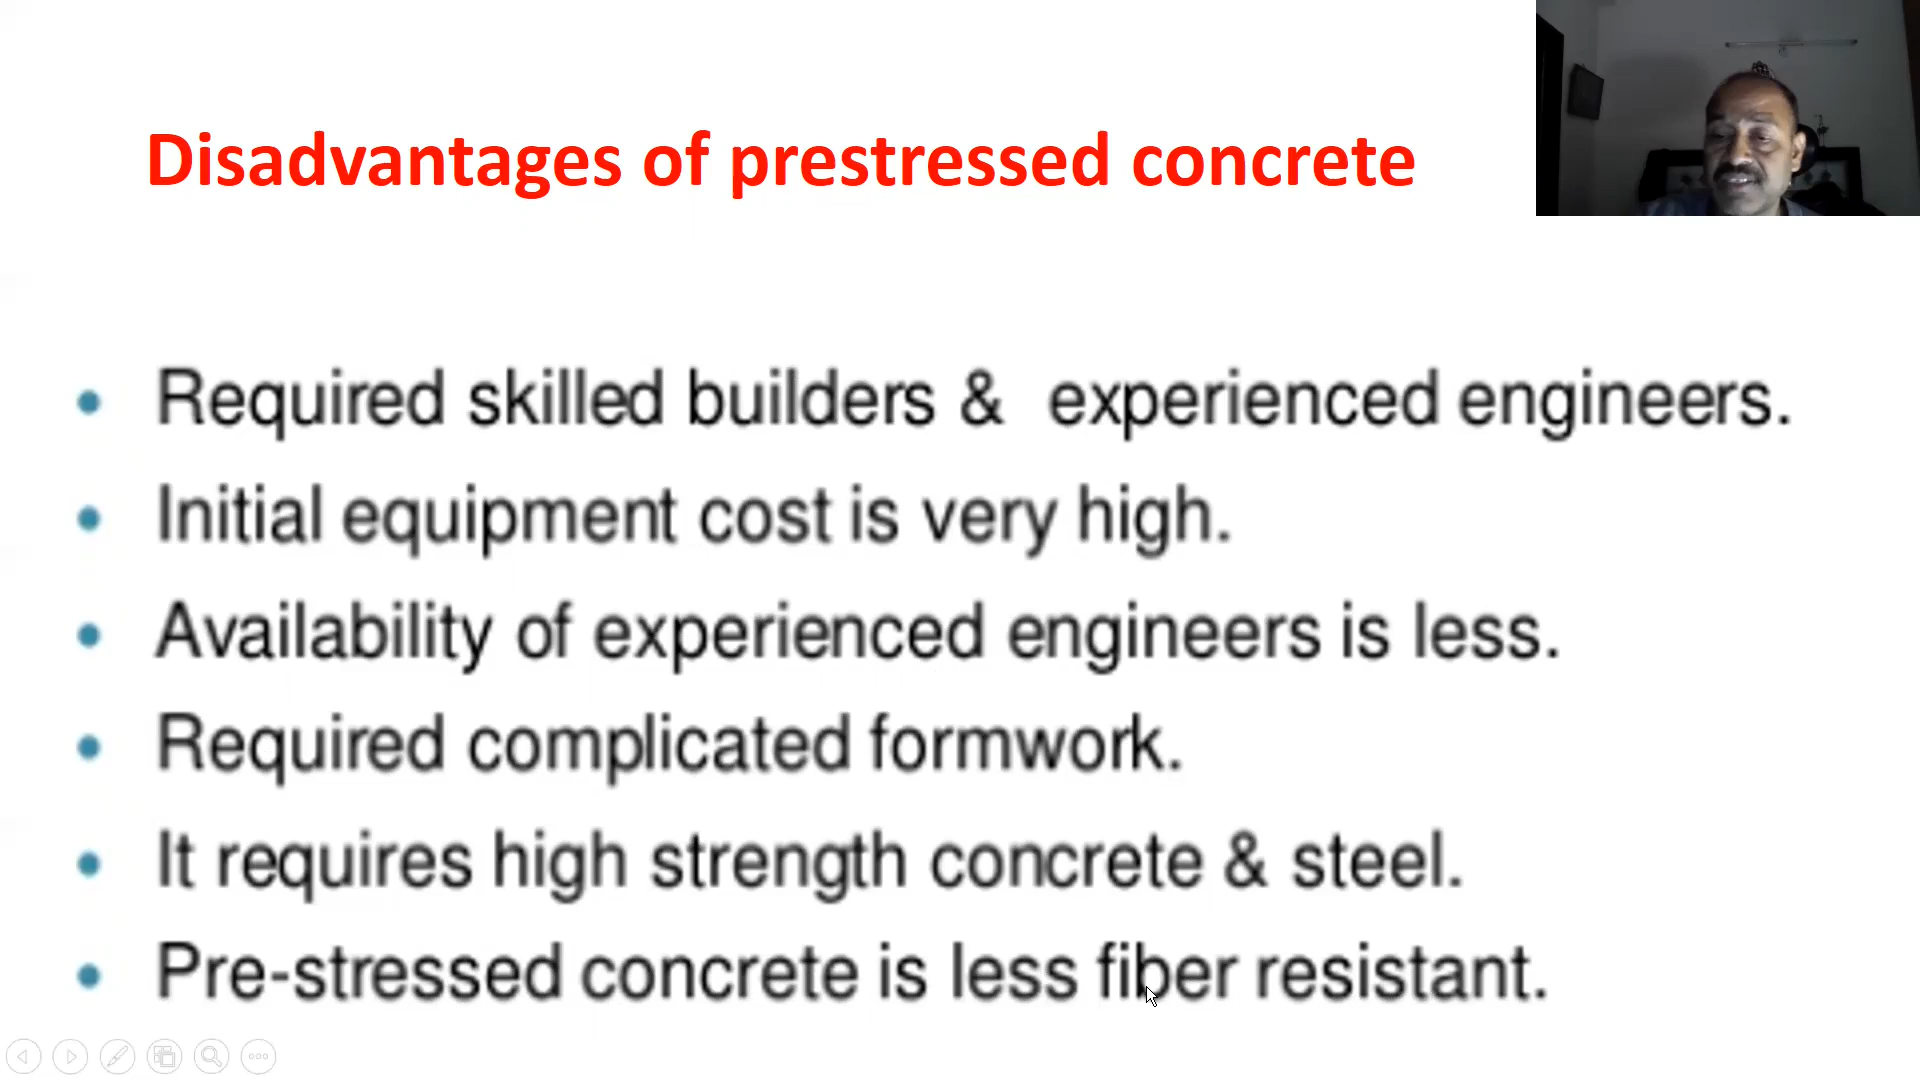 Disadvantages of prestressed concrete
• Required skilled builders & experienced engineers.
• Initial equipment cost is very high.
• Availability of experienced engineers is less.
• Required complicated formwork.
• It requires high strength concrete & steel.
• Pre-stressed concrete is less fiber resistant.